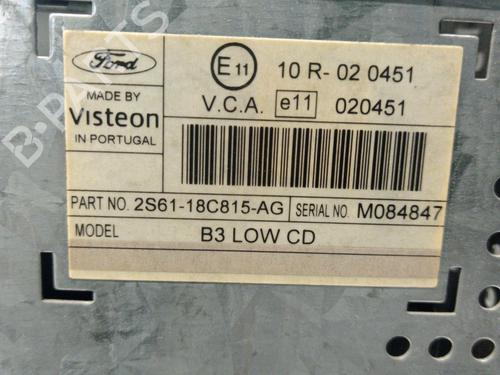 Ford
MADE BY
Visteon
IN PORTUGAL
E 11 10 R- 02 0451
V.C.A. e11 020451
PART NO. 2S61-18C815-AG SERIAL NO. M084847
MODEL B3 LOW CD
B-PARTS